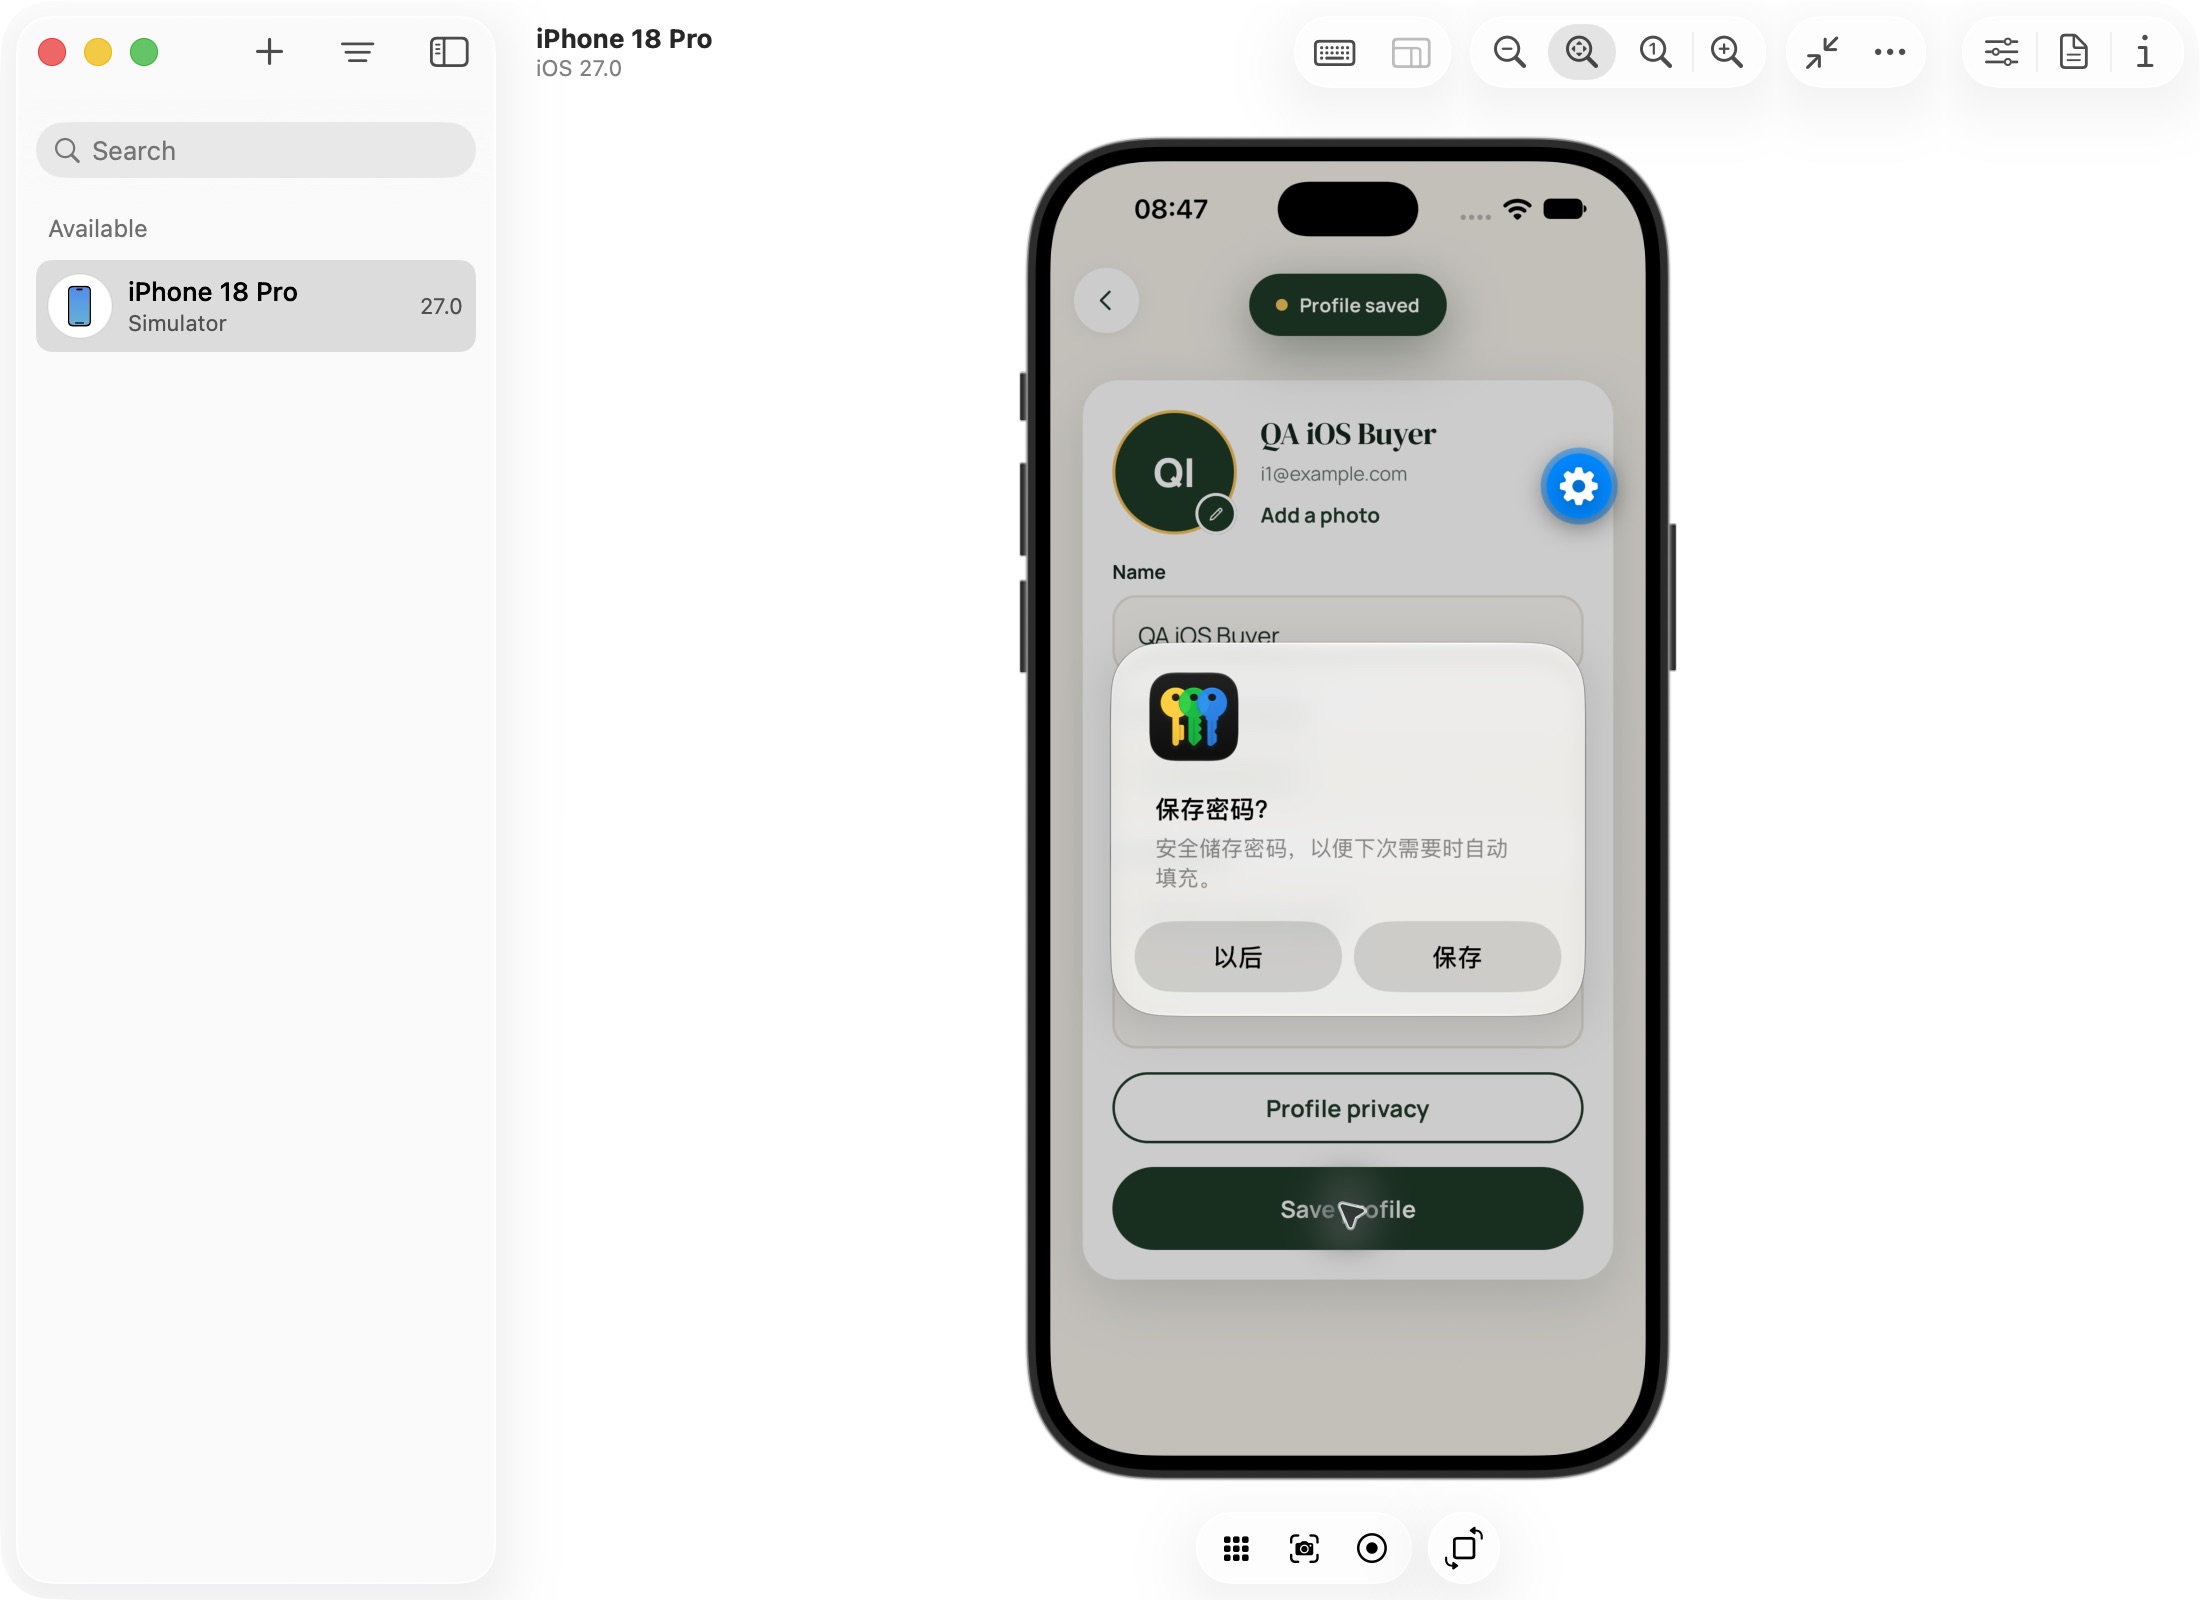 iPhone 18 Pro
iOS 27.0
Search
Available
iPhone 18 Pro
Simulator
27.0
08:47
Profile saved
QI
QA iOS Buyer
i1@example.com
Add a photo
Name
QA iOS Buyer
保存密码?
安全储存密码，以便下次需要时自动
填充。
以后
保存
Profile privacy
Save ofile